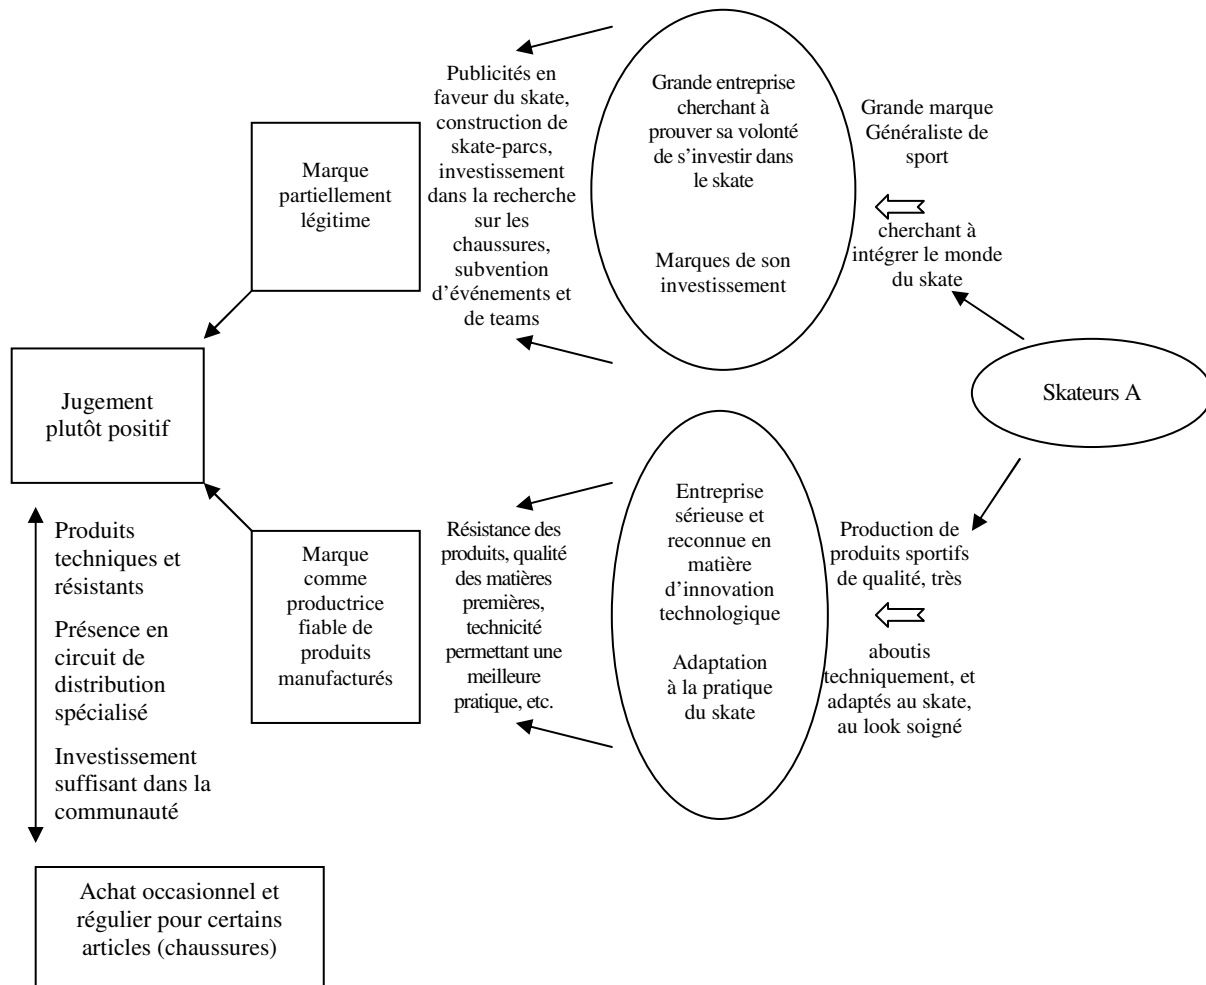 Publicités en
faveur du skate,
construction de
skate-parcs,
investissement
dans la recherche
sur les
chaussures,
subvention
d’événements et
de teams
Grande entreprise
cherchant à
prouver sa volonté
de s’investir dans
le skate
Marques de son
investissement
Grande marque
Généraliste de
sport
cherchant à
intégrer le monde
du skate
Marque
partiellement
légitime
Jugement
plutôt positif
Skateurs A
Produits
techniques et
résistants
Présence en
circuit de
distribution
spécialisé
Investissement
suffisant dans la
communauté
Marque
comme
productrice
fiable de
produits
manufacturés
Résistance des
produits, qualité
des matières
premières,
technicité
permettant une
meilleure
pratique, etc.
Entreprise
sérieuse et
reconnue en
matière
d’innovation
technologique
Adaptation
à la pratique
du skate
Production de
produits sportifs
de qualité, très
aboutis
techniquement, et
adaptés au skate,
au look soigné
Achat occasionnel et
régulier pour certains
articles (chaussures)